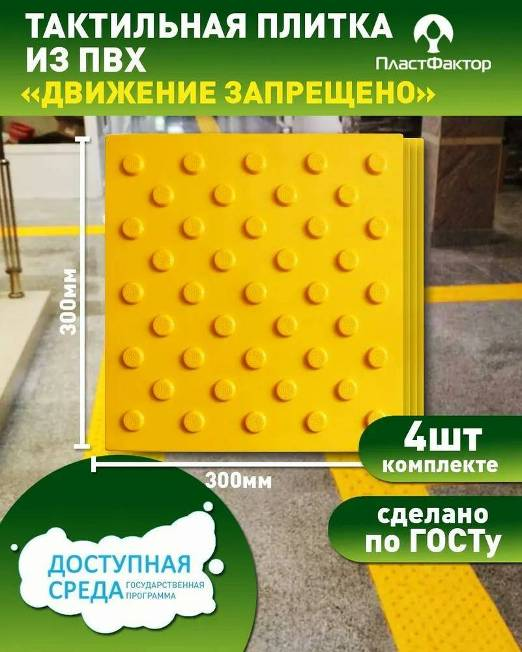 ТАКТИЛЬНАЯ ПЛИТКА
ИЗ ПВХ
«ДВИЖЕНИЕ ЗАПРЕЩЕНО»
ПластФактор
300мм
300мм
4шт
комплекте
сделано
по ГОСТу
ДОСТУПНАЯ
СРЕДА ГОСУДАРСТВЕННАЯ
ПРОГРАММА